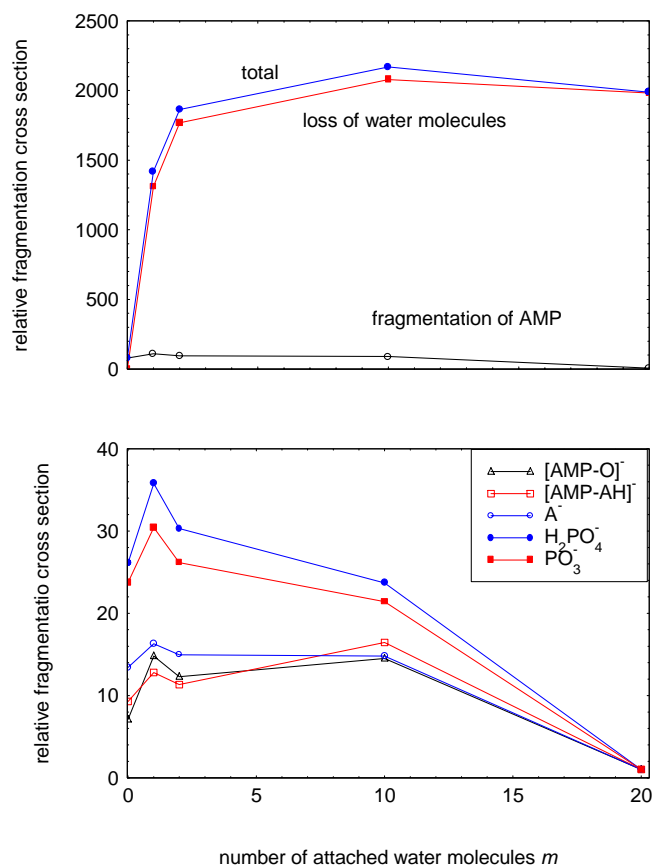 relative fragmentation cross section
2500
2000
1500
1000
500
0
total
loss of water molecules
fragmentation of AMP
relative fragmentatio cross section
40
30
20
10
0
[AMP-O]⁻
[AMP-AH]⁻
A⁻
H₂PO₄⁻
PO₃⁻
0 5 10 15 20
number of attached water molecules m